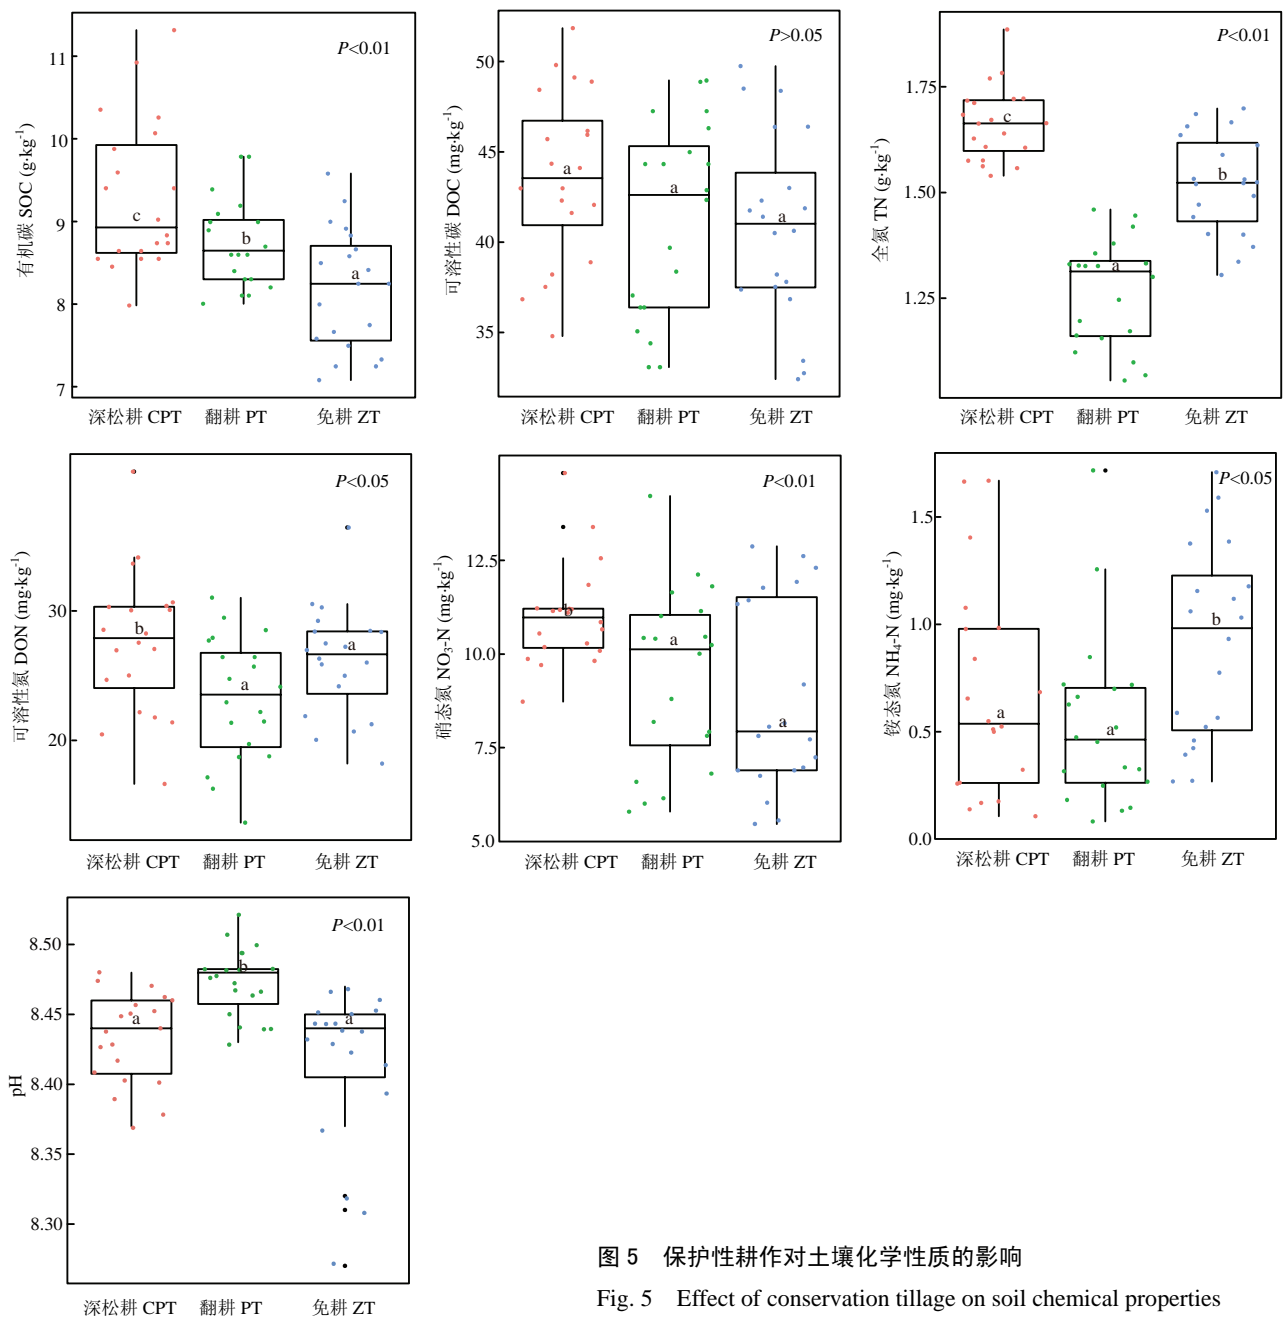 P<0.01
有机碳 SOC (g·kg⁻¹)
11
10
9
8
7
c
b
a
深松耕 CPT 翻耕 PT 免耕 ZT
P>0.05
可溶性碳 DOC (mg·kg⁻¹)
50
45
40
35
a
a
a
深松耕 CPT 翻耕 PT 免耕 ZT
P<0.01
全氮 TN (g·kg⁻¹)
1.75
1.50
1.25
c
a
b
深松耕 CPT 翻耕 PT 免耕 ZT
P<0.05
可溶性氮 DON (mg·kg⁻¹)
30
20
b
a
a
深松耕 CPT 翻耕 PT 免耕 ZT
P<0.01
硝态氮 NO₃-N (mg·kg⁻¹)
12.5
10.0
7.5
5.0
b
a
a
深松耕 CPT 翻耕 PT 免耕 ZT
P<0.05
铵态氮 NH₄-N (mg·kg⁻¹)
1.5
1.0
0.5
0.0
a
a
b
深松耕 CPT 翻耕 PT 免耕 ZT
P<0.01
pH
8.50
8.45
8.40
8.35
8.30
a
b
a
深松耕 CPT 翻耕 PT 免耕 ZT
图 5 保护性耕作对土壤化学性质的影响
Fig. 5 Effect of conservation tillage on soil chemical properties